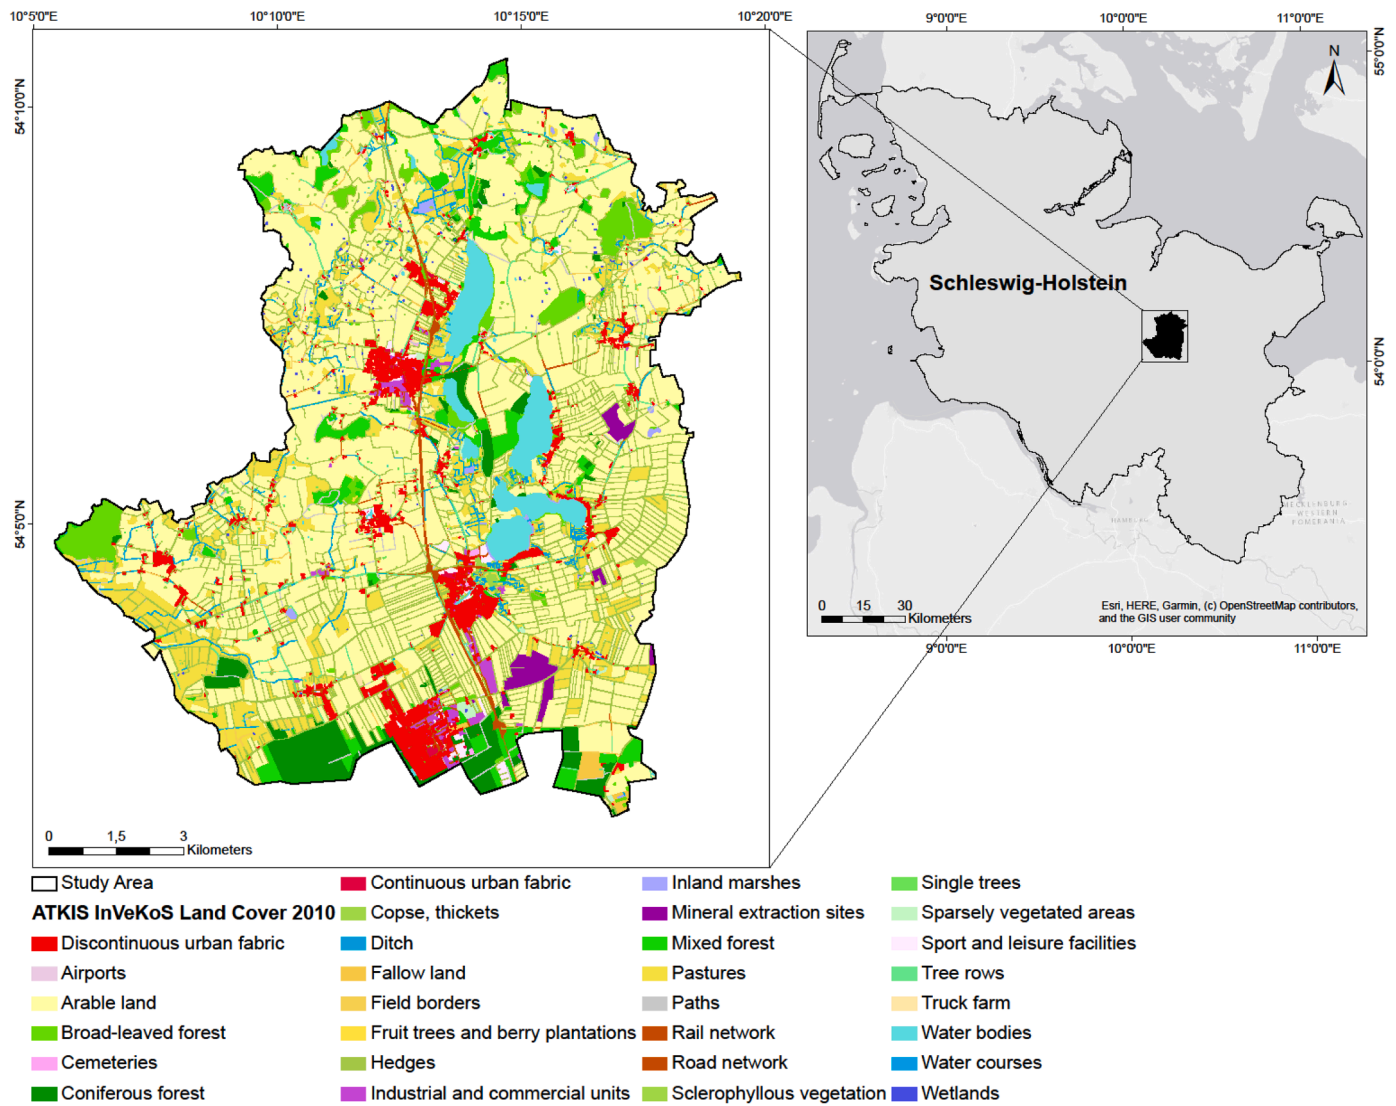 10°5'0"E 10°10'0"E 10°15'0"E 10°20'0"E
9°0'0"E 10°0'0"E 11°0'0"E
54°10'0"N
54°5'0"N
0 1,5 3
Kilometers
N
55°0'0"N
54°0'0"N
Schleswig-Holstein
HAMBURG
MECKLENBURG-
WESTERN
POMERANIA
0 15 30
Kilometers
Esri, HERE, Garmin, (c) OpenStreetMap contributors,
and the GIS user community
9°0'0"E 10°0'0"E 11°0'0"E
Study Area
ATKIS InVeKoS Land Cover 2010
Discontinuous urban fabric
Airports
Arable land
Broad-leaved forest
Cemeteries
Coniferous forest
Continuous urban fabric
Copse, thickets
Ditch
Fallow land
Field borders
Fruit trees and berry plantations
Hedges
Industrial and commercial units
Inland marshes
Mineral extraction sites
Mixed forest
Pastures
Paths
Rail network
Road network
Sclerophyllous vegetation
Single trees
Sparsely vegetated areas
Sport and leisure facilities
Tree rows
Truck farm
Water bodies
Water courses
Wetlands